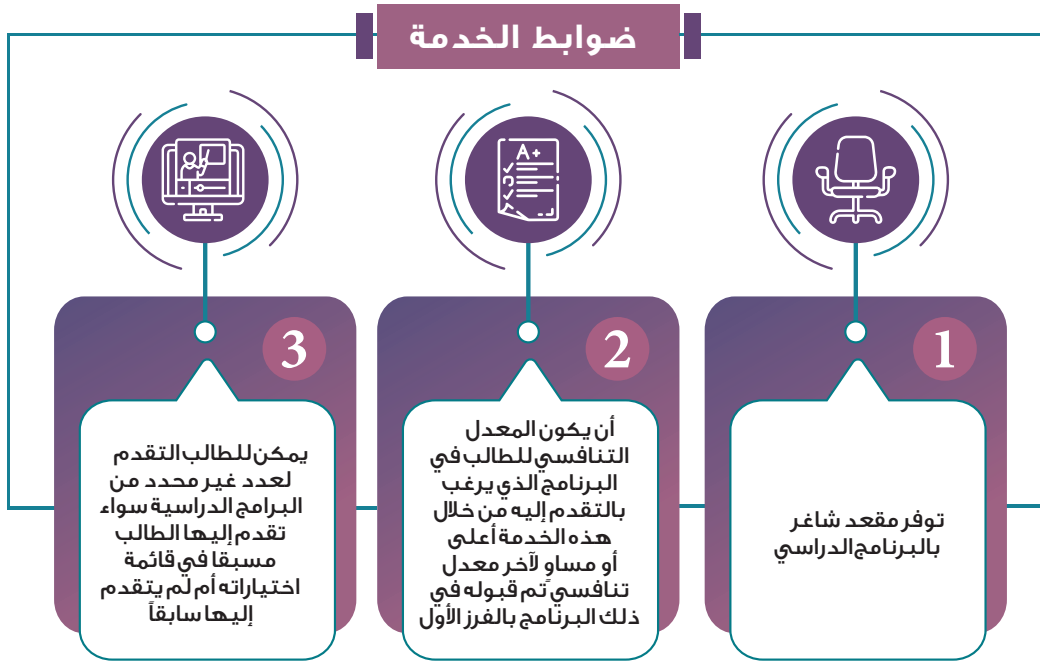 ضوابط الخدمة
1
توفر مقعد شاغر
بالبرنامج الدراسي
2
أن يكون المعدل
التنافسي للطالب في
البرنامج الذي يرغب
بالتقدم إليه من خلال
هذه الخدمة أعلى
أو مساوٍ لآخر معدل
تنافسي تم قبوله في
ذلك البرنامج بالفرز الأول
A+
3
يمكن للطالب التقدم
لعدد غير محدد من
البرامج الدراسية سواء
تقدم إليها الطالب
مسبقا في قائمة
اختياراته أم لم يتقدم
إليها سابقاً